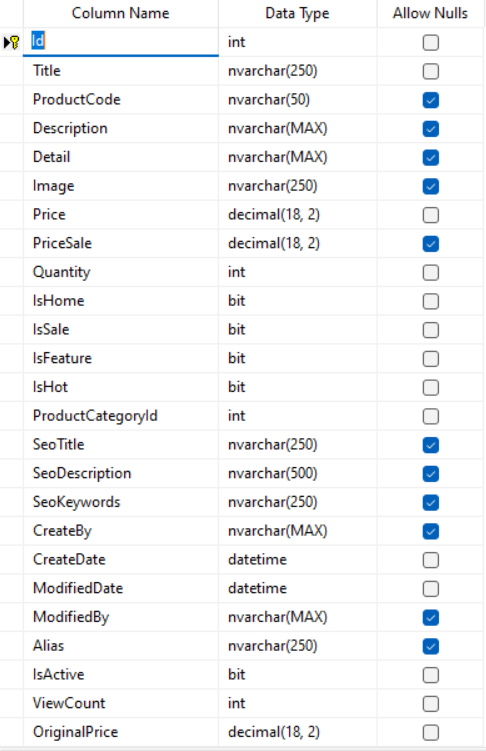 Column Name Data Type Allow Nulls
Id int
Title nvarchar(250)
ProductCode nvarchar(50)
Description nvarchar(MAX)
Detail nvarchar(MAX)
Image nvarchar(250)
Price decimal(18, 2)
PriceSale decimal(18, 2)
Quantity int
IsHome bit
IsSale bit
IsFeature bit
IsHot bit
ProductCategoryId int
SeoTitle nvarchar(250)
SeoDescription nvarchar(500)
SeoKeywords nvarchar(250)
CreateBy nvarchar(MAX)
CreateDate datetime
ModifiedDate datetime
ModifiedBy nvarchar(MAX)
Alias nvarchar(250)
IsActive bit
ViewCount int
OriginalPrice decimal(18, 2)